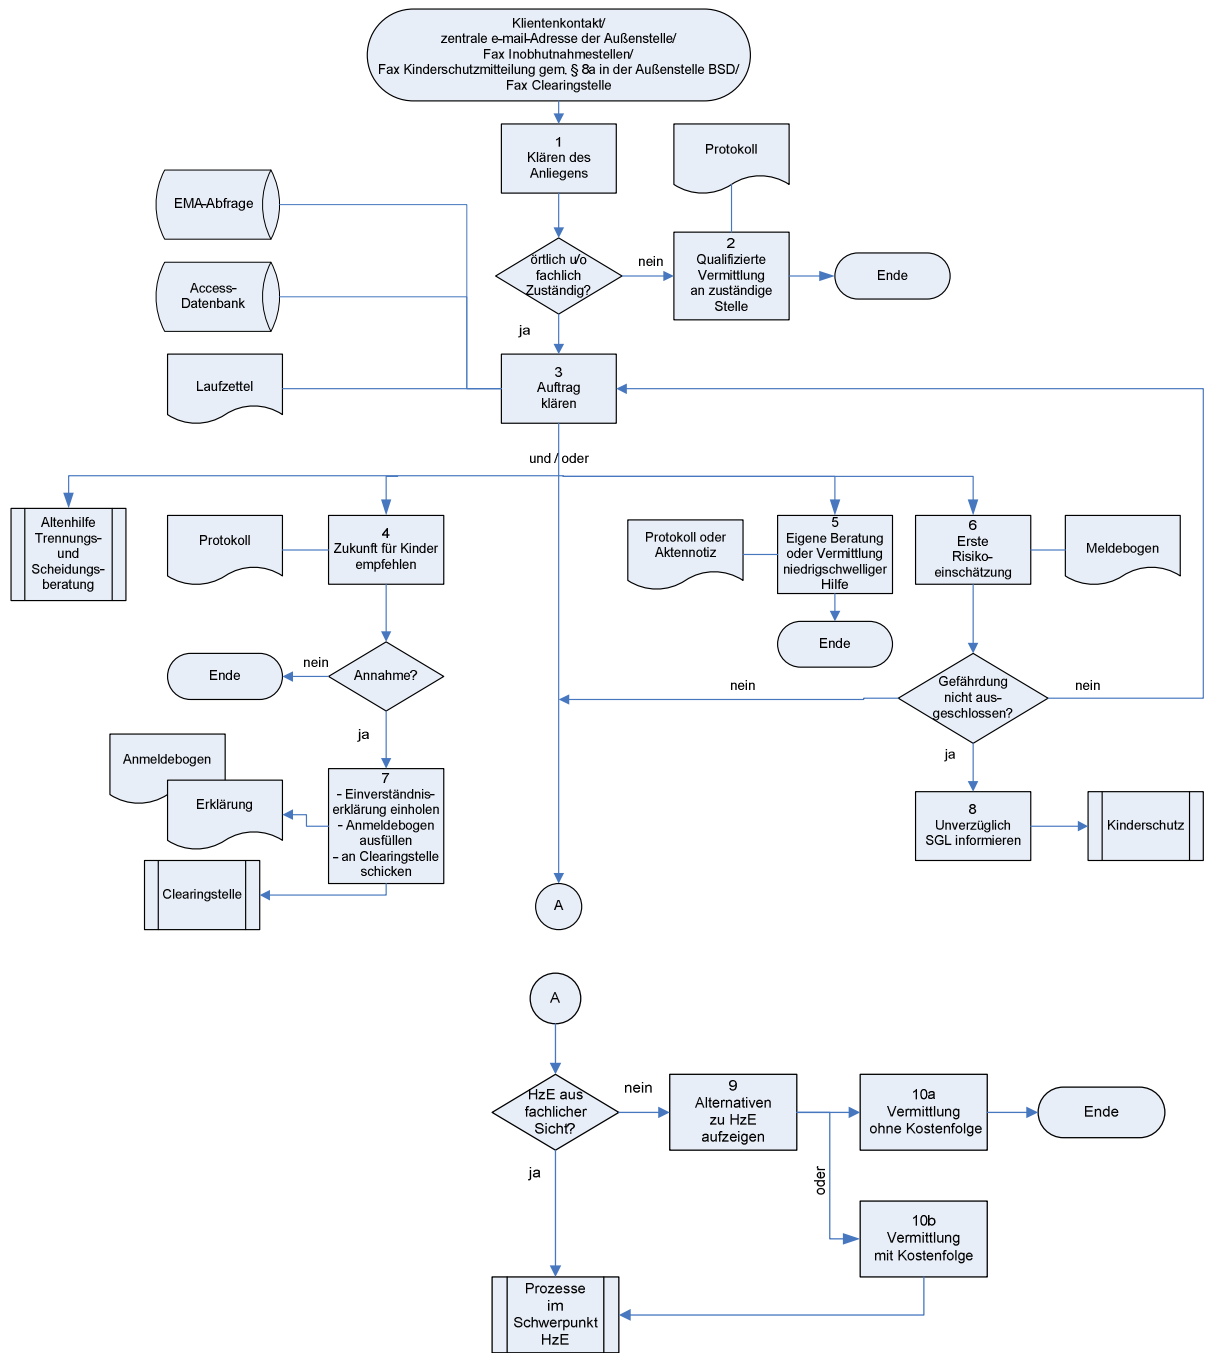 Klientenkontakt/
zentrale e-mail-Adresse der Außenstelle/
Fax Inobhutnahmestellen/
Fax Kinderschutzmitteilung gem. § 8a in der Außenstelle BSD/
Fax Clearingstelle
1
Klären des
Anliegens
Protokoll
EMA-Abfrage
örtlich u/o
fachlich
Zuständig?
nein
2
Qualifizierte
Vermittlung
an zuständige
Stelle
Ende
Access-
Datenbank
ja
Laufzettel
3
Auftrag
klären
und / oder
Altenhilfe
Trennungs-
und
Scheidungs-
beratung
Protokoll
4
Zukunft für Kinder
empfehlen
Protokoll oder
Aktennotiz
5
Eigene Beratung
oder Vermittlung
niedrigschwelliger
Hilfe
6
Erste
Risiko-
einschätzung
Meldebogen
Ende
Ende
nein
Annahme?
nein
Gefährdung
nicht aus-
geschlossen?
nein
ja
ja
Anmeldebogen
Erklärung
7
- Einverständnis-
erklärung einholen
- Anmeldebogen
ausfüllen
- an Clearingstelle
schicken
8
Unverzüglich
SGL informieren
Kinderschutz
Clearingstelle
A
A
HzE aus
fachlicher
Sicht?
nein
9
Alternativen
zu HzE
aufzeigen
10a
Vermittlung
ohne Kostenfolge
Ende
ja
oder
10b
Vermittlung
mit Kostenfolge
Prozesse
im
Schwerpunkt
HzE